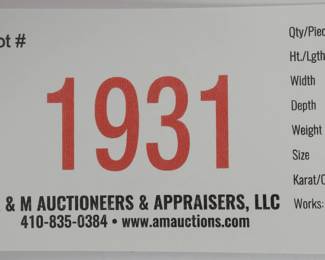 ot #
1931
& M AUCTIONEERS & APPRAISERS, LLC
410-835-0384 • www.amauctions.com
Qty/Piec
Ht./Lgth
Width
Depth
Weight
Size
Karat/C
Works: